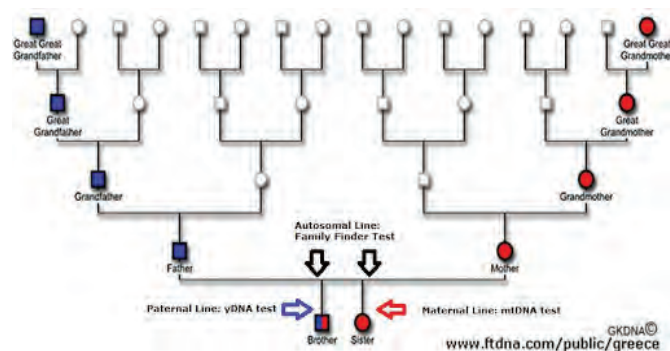 Great Great
Grandfather
Great Great
Grandmother
Great
Grandfather
Great
Grandmother
Grandfather
Grandmother
Autosomal Line:
Family Finder Test
Father
Mother
Paternal Line: yDNA test
Maternal Line: mtDNA test
Brother
Sister
GKDNA©
www.ftdna.com/public/greece